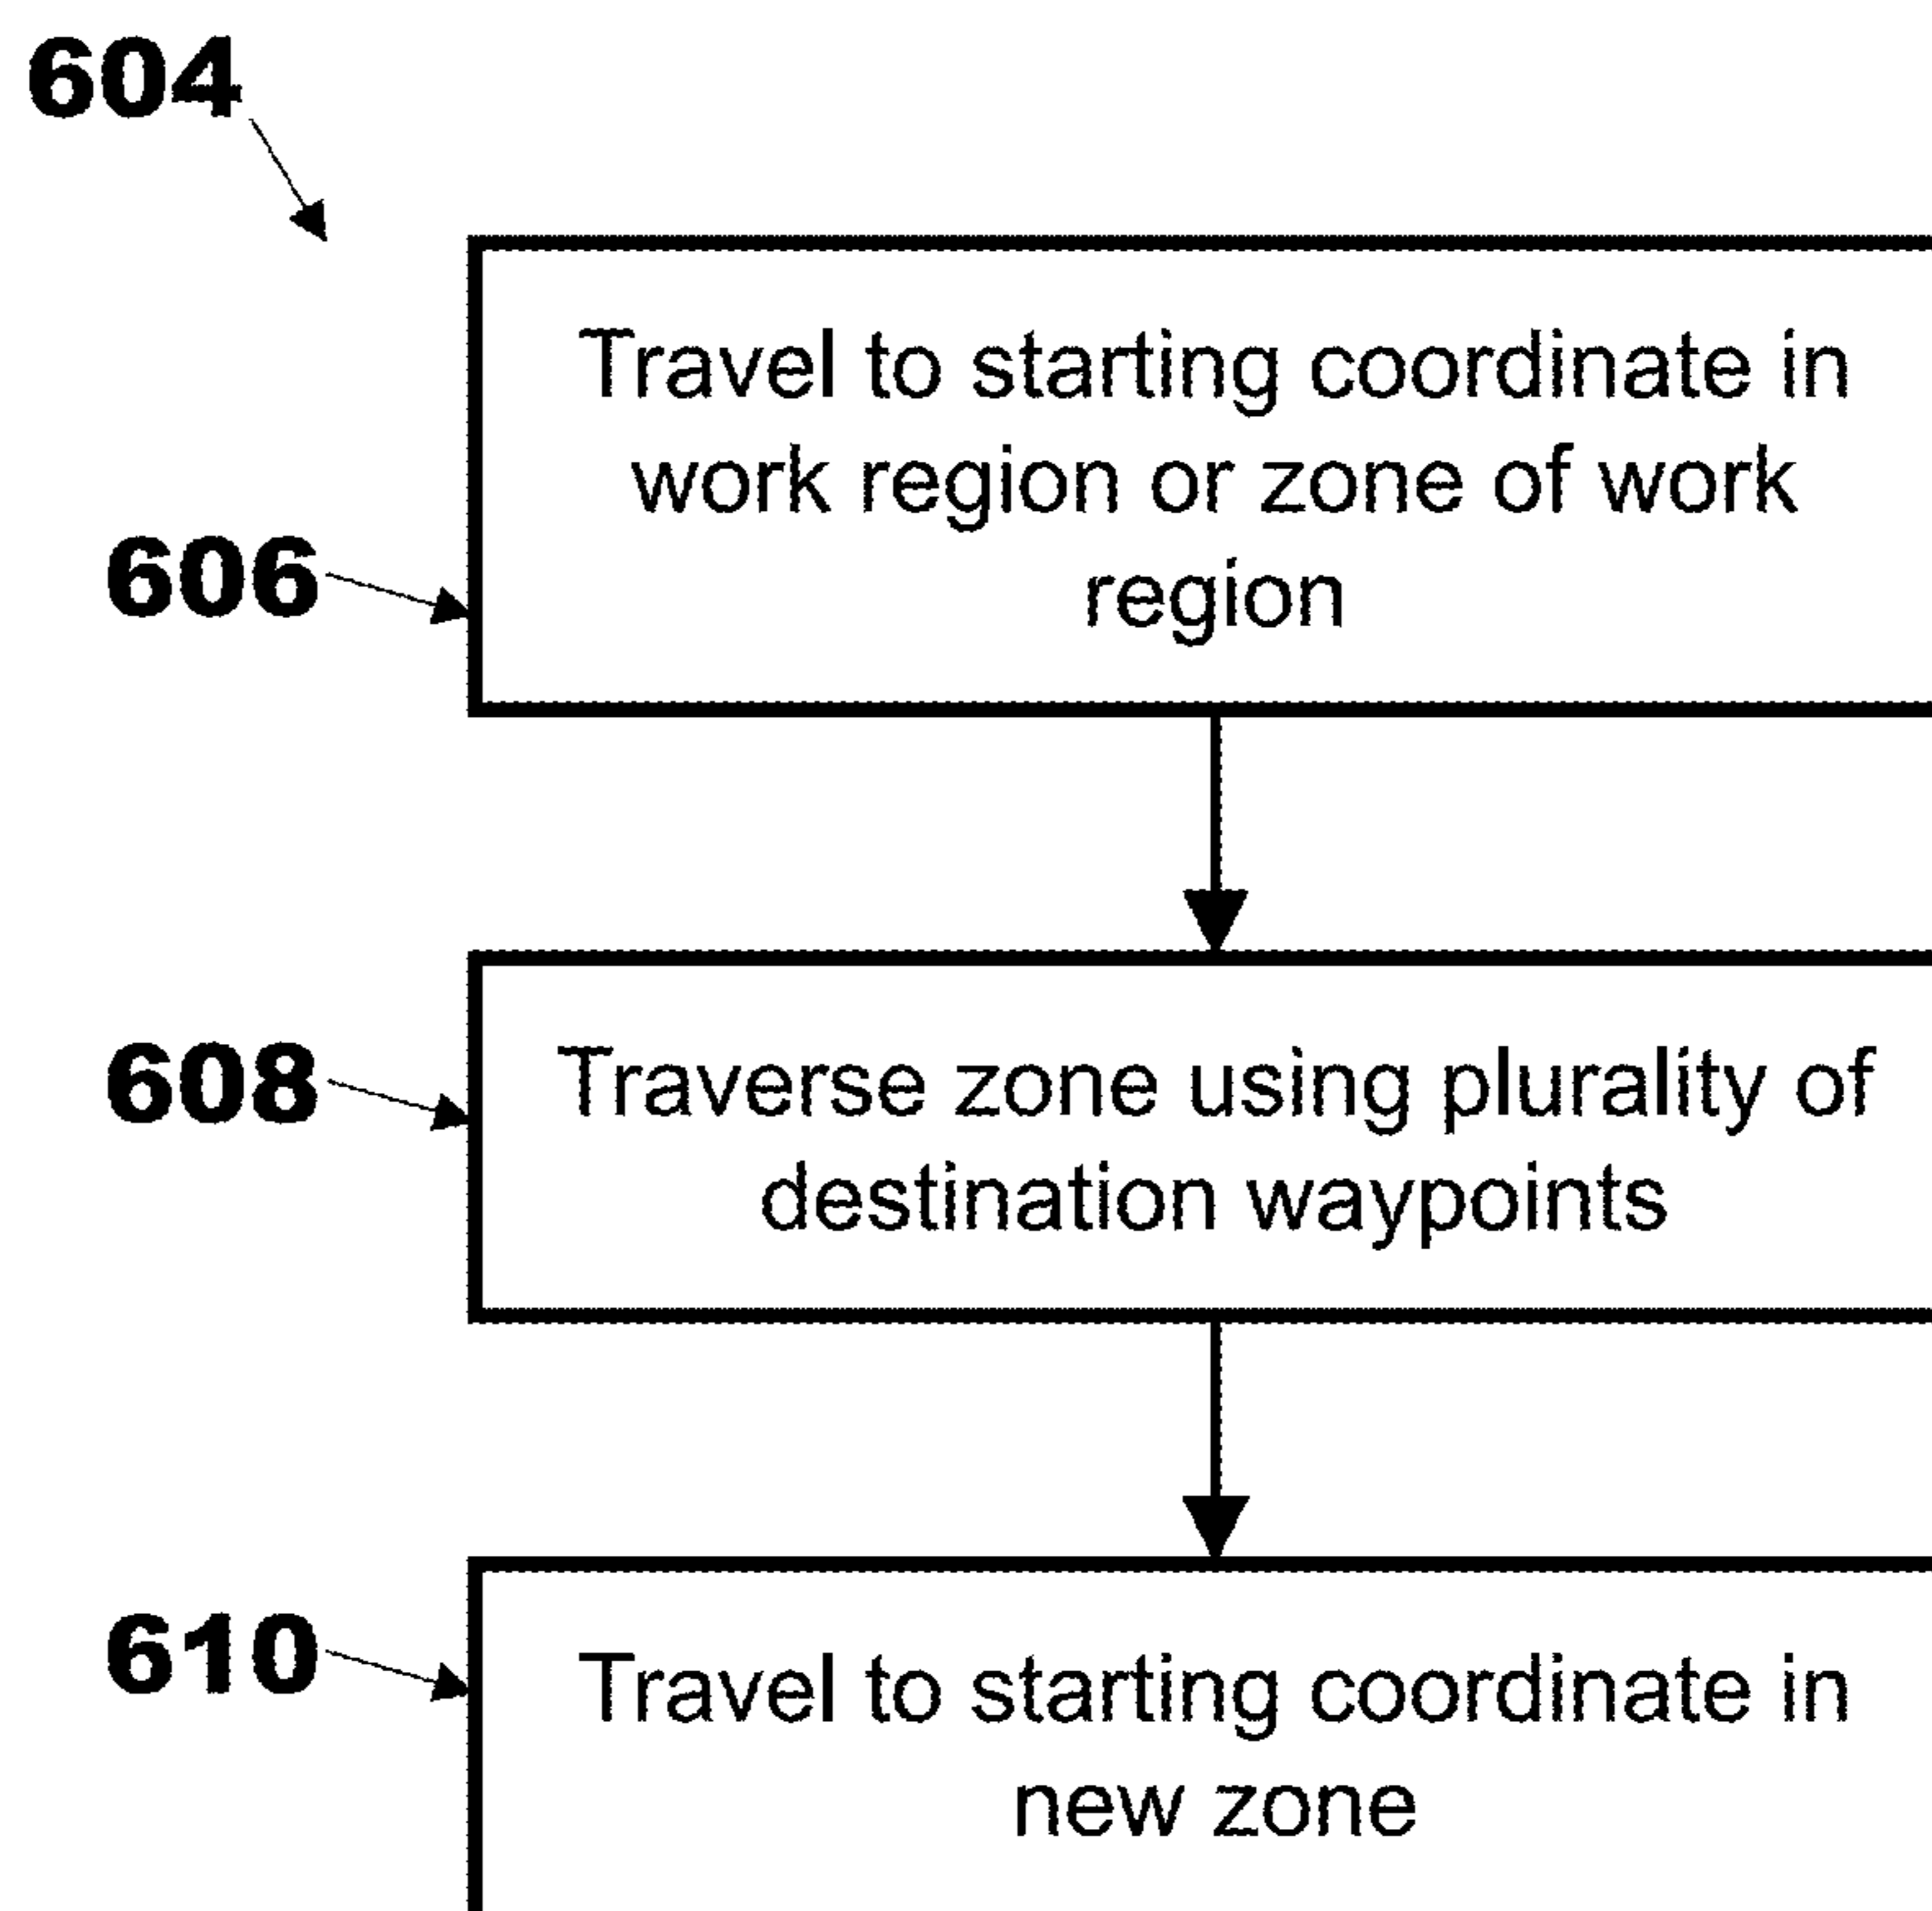 604
Travel to starting coordinate in
work region or zone of work
region
606
608
Traverse zone using plurality of
destination waypoints
610
Travel to starting coordinate in
new zone